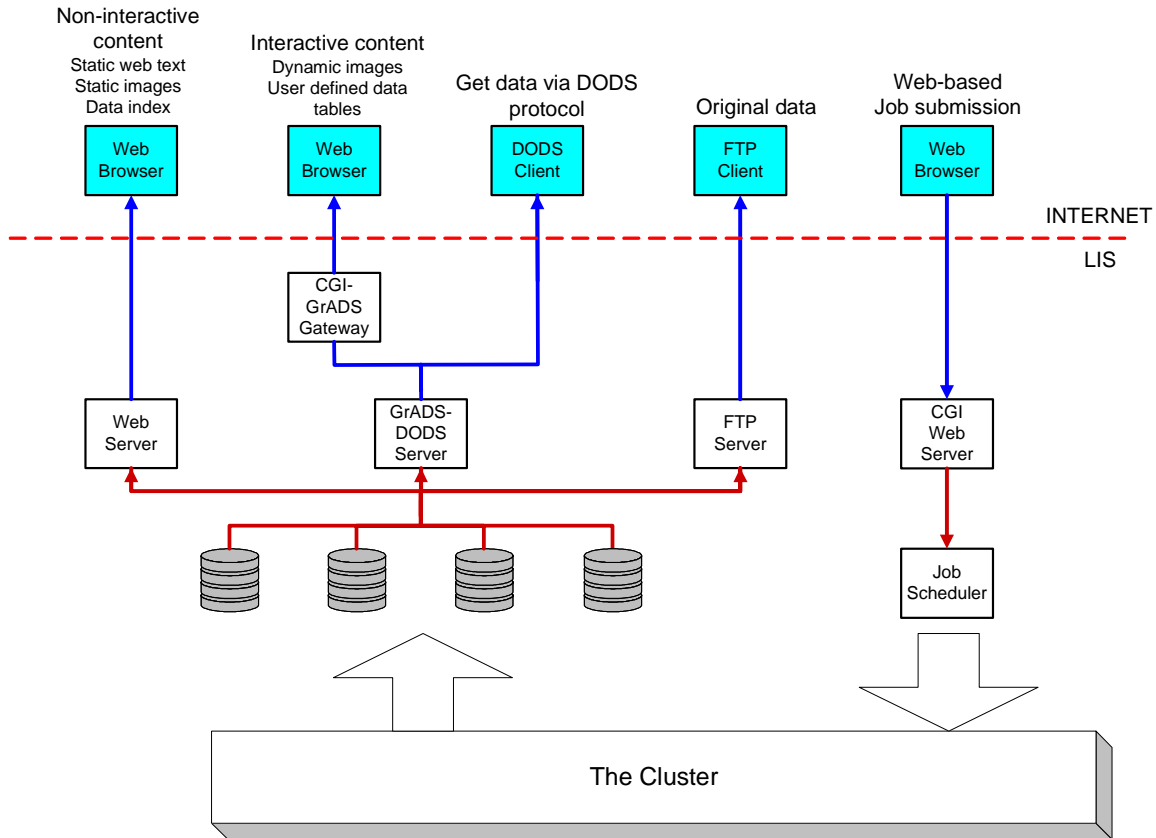 Non-interactive
content
Static web text
Static images
Data index
Interactive content
Dynamic images
User defined data
tables
Get data via DODS
protocol
Original data
Web-based
Job submission
Web
Browser
Web
Browser
DODS
Client
FTP
Client
Web
Browser
INTERNET
LIS
CGI-
GrADS
Gateway
Web
Server
GrADS-
DODS
Server
FTP
Server
CGI
Web
Server
Job
Scheduler
The Cluster